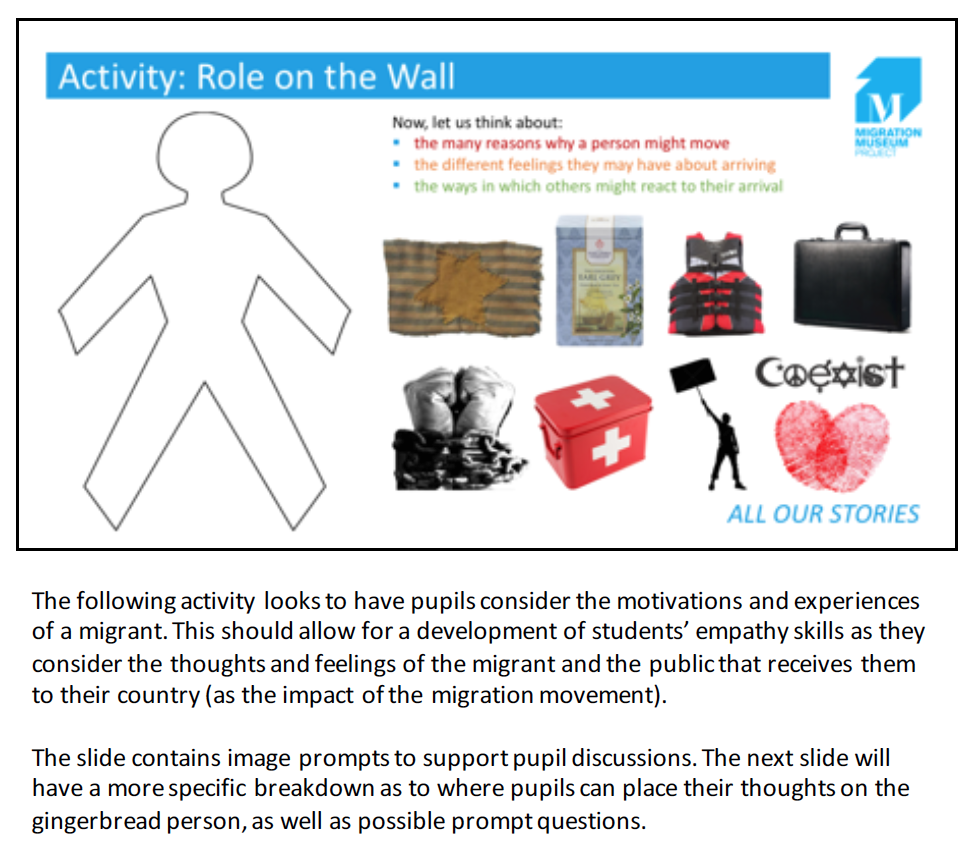 Activity: Role on the Wall
M
MIGRATION
MUSEUM
PROJECT
Now, let us think about:
▪ the many reasons why a person might move
▪ the different feelings they may have about arriving
▪ the ways in which others might react to their arrival
EARL GREY
Coexist
ALL OUR STORIES
The following activity looks to have pupils consider the motivations and experiences
of a migrant. This should allow for a development of students’ empathy skills as they
consider the thoughts and feelings of the migrant and the public that receives them
to their country (as the impact of the migration movement).
The slide contains image prompts to support pupil discussions. The next slide will
have a more specific breakdown as to where pupils can place their thoughts on the
gingerbread person, as well as possible prompt questions.